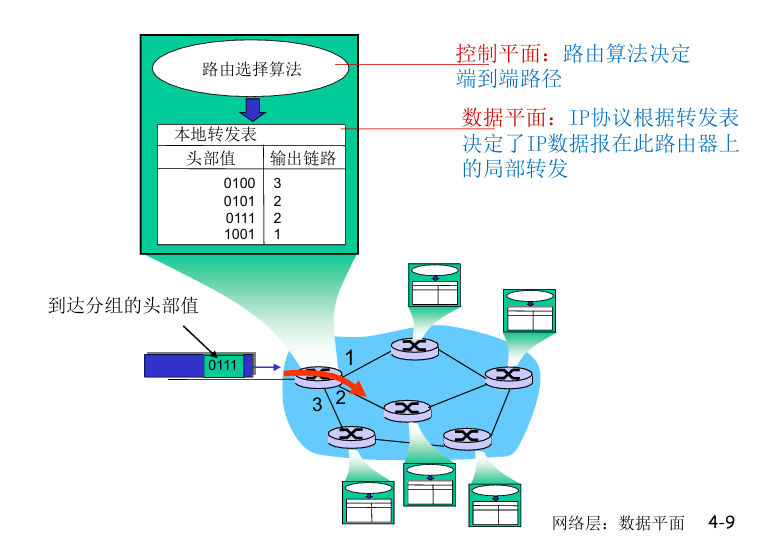 路由选择算法
控制平面：路由算法决定
端到端路径
本地转发表
数据平面：IP协议根据转发表
决定了IP数据报在此路由器上
的局部转发
头部值 输出链路
0100 3
0101 2
0111 2
1001 1
到达分组的头部值
0111
1
2
3
网络层：数据平面 4-9